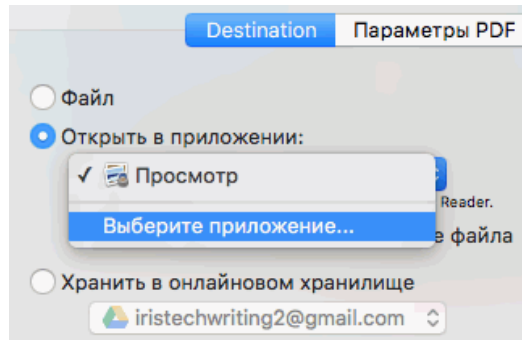 Destination Параметры PDF
Файл
Открыть в приложении:
✓ Просмотр
Reader.
Выберите приложение...
е файла
Хранить в онлайновом хранилище
iristechwriting2@gmail.com